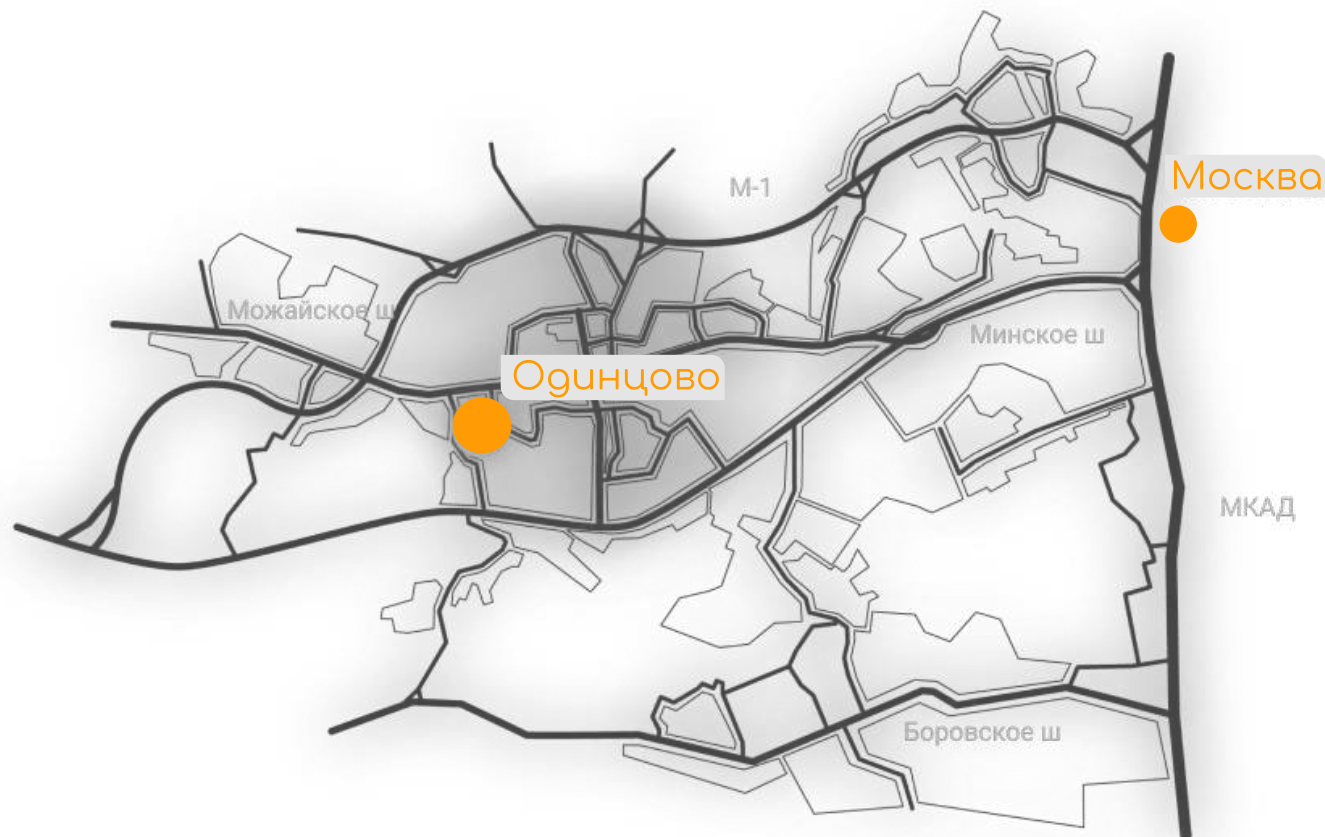 Москва
М-1
Можайское ш
Минское ш
Одинцово
МКАД
Боровское ш